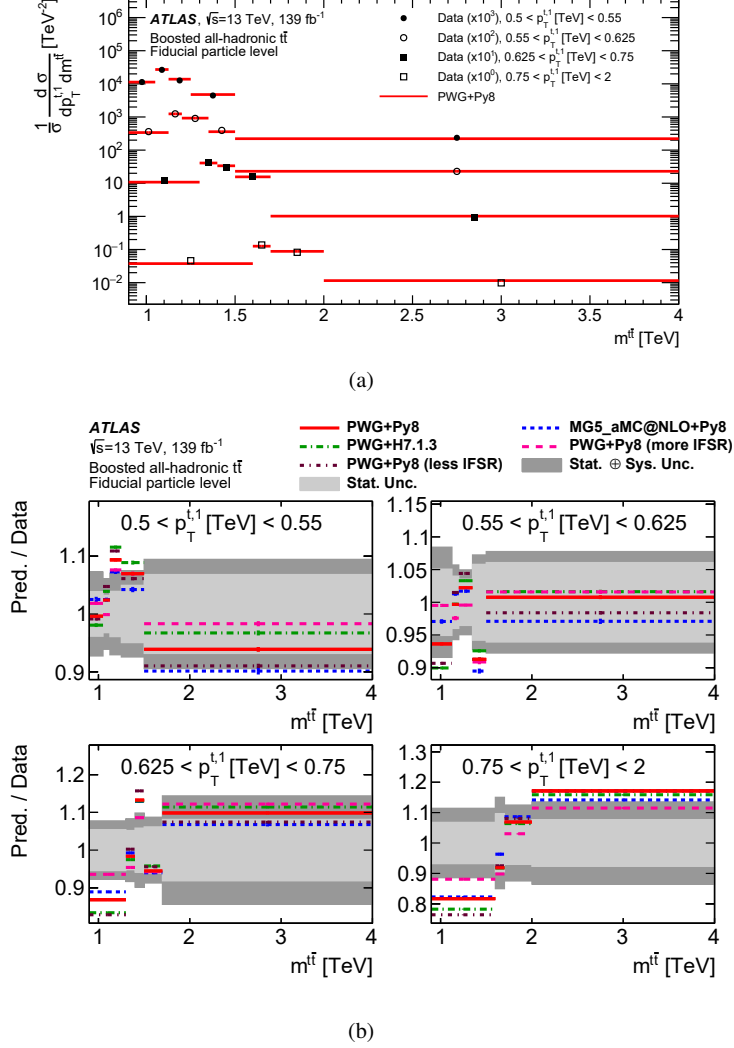 10⁶
10⁵
10⁴
10³
10²
10
1
10⁻¹
10⁻²
1/σ d σ / dp_T^{t,1} dm^{tt̄} [TeV⁻²]
ATLAS, √s=13 TeV, 139 fb⁻¹
Boosted all-hadronic tt̄
Fiducial particle level
Data (x10³), 0.5 < p_T^{t,1} [TeV] < 0.55
Data (x10²), 0.55 < p_T^{t,1} [TeV] < 0.625
Data (x10¹), 0.625 < p_T^{t,1} [TeV] < 0.75
Data (x10⁰), 0.75 < p_T^{t,1} [TeV] < 2
PWG+Py8
1 1.5 2 2.5 3 3.5 4
m^{tt̄} [TeV]
(a)
ATLAS
√s=13 TeV, 139 fb⁻¹
Boosted all-hadronic tt̄
Fiducial particle level
PWG+Py8
PWG+H7.1.3
PWG+Py8 (less IFSR)
Stat. Unc.
MG5_aMC@NLO+Py8
PWG+Py8 (more IFSR)
Stat. ⊕ Sys. Unc.
Pred. / Data
0.5 < p_T^{t,1} [TeV] < 0.55
1.1
1
0.9
1 2 3 4
m^{tt̄} [TeV]
0.55 < p_T^{t,1} [TeV] < 0.625
1.15
1.1
1.05
1
0.95
0.9
1 2 3 4
m^{tt̄} [TeV]
Pred. / Data
0.625 < p_T^{t,1} [TeV] < 0.75
1.2
1.1
1
0.9
1 2 3 4
m^{tt̄} [TeV]
0.75 < p_T^{t,1} [TeV] < 2
1.3
1.2
1.1
1
0.9
0.8
1 2 3 4
m^{tt̄} [TeV]
(b)